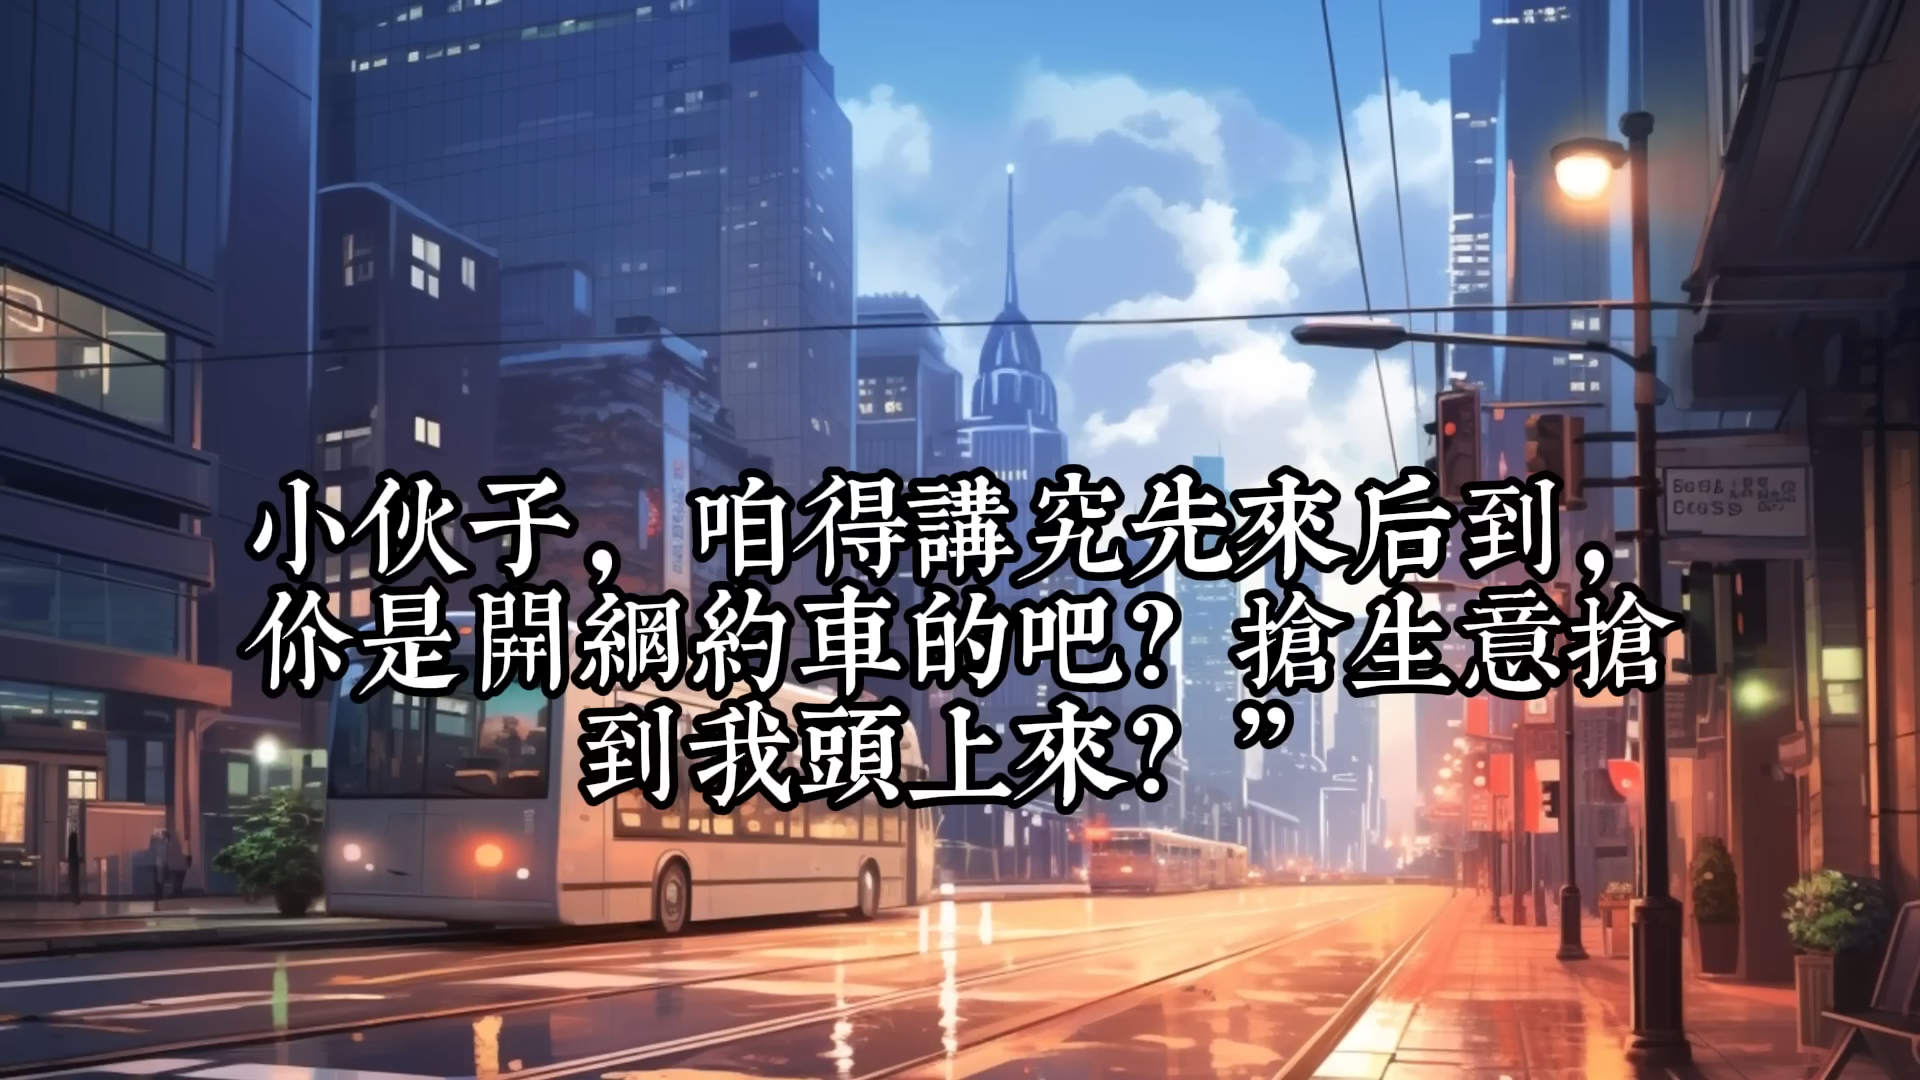 小伙子，咱得講究先來后到，
你是開網約車的吧？搶生意搶
到我頭上來？”